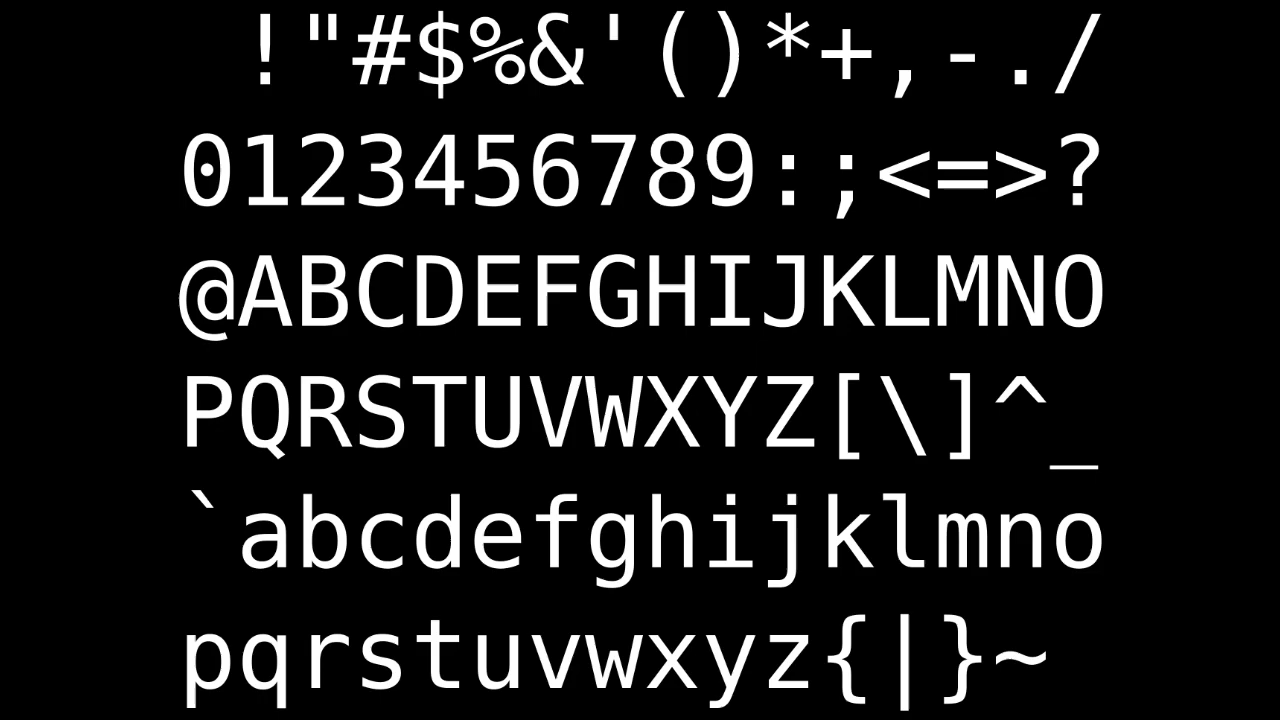 !"#$%&'()*+,-./
0123456789:;<=>?
@ABCDEFGHIJKLMNO
PQRSTUVWXYZ[\]^_
`abcdefghijklmno
pqrstuvwxyz{|}~